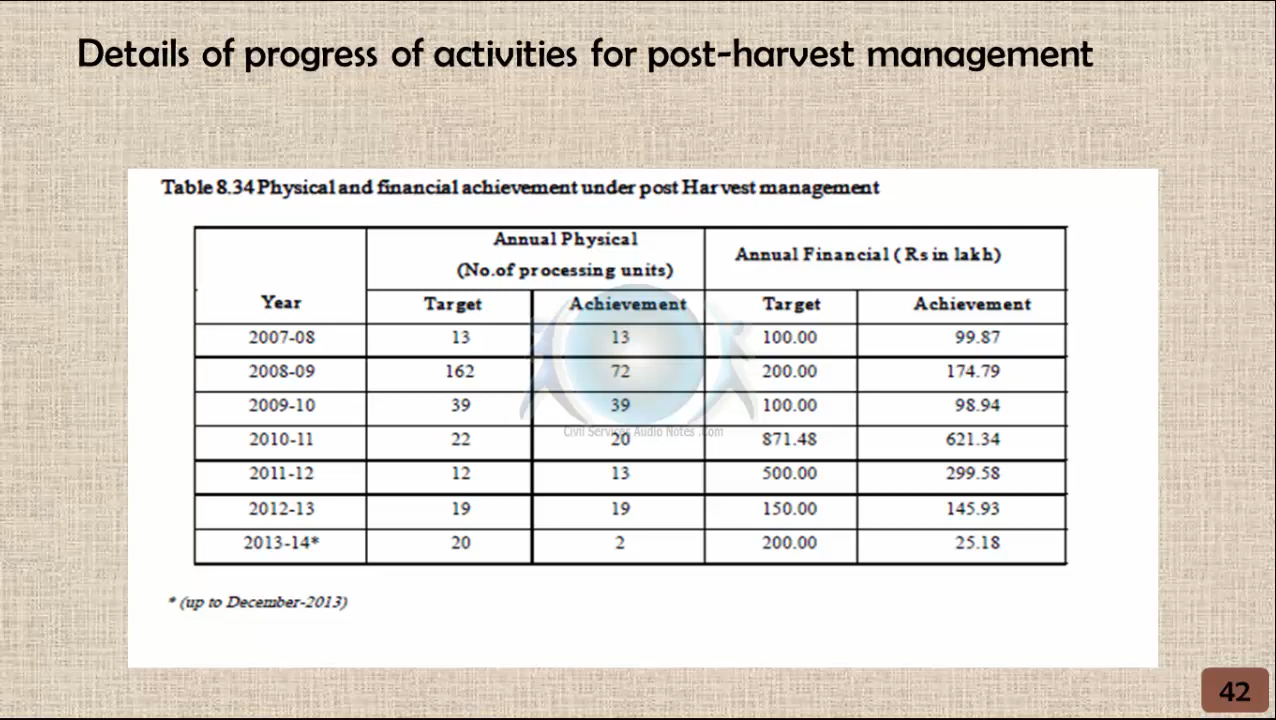 Details of progress of activities for post-harvest management
Table 8.34 Physical and financial achievement under post Harvest management
Year | Annual Physical (No.of processing units) | Annual Financial ( Rs in lakh)
Target | Achievement | Target | Achievement
2007-08 | 13 | 13 | 100.00 | 99.87
2008-09 | 162 | 72 | 200.00 | 174.79
2009-10 | 39 | 39 | 100.00 | 98.94
2010-11 | 22 | 20 | 871.48 | 621.34
2011-12 | 12 | 13 | 500.00 | 299.58
2012-13 | 19 | 19 | 150.00 | 145.93
2013-14* | 20 | 2 | 200.00 | 25.18
Civil Services Audio Notes .Com
* (up to December-2013)
42